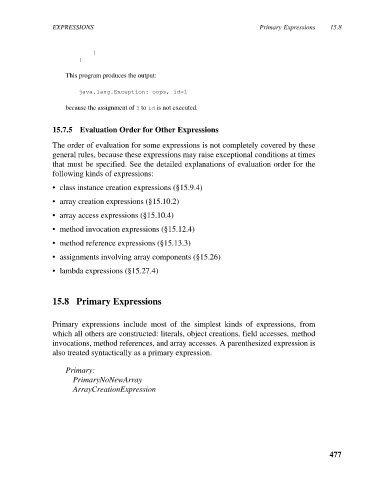 EXPRESSIONS Primary Expressions 15.8
}
}
This program produces the output:
java.lang.Exception: oops, id=1
because the assignment of 3 to id is not executed.
15.7.5 Evaluation Order for Other Expressions
The order of evaluation for some expressions is not completely covered by these
general rules, because these expressions may raise exceptional conditions at times
that must be specified. See the detailed explanations of evaluation order for the
following kinds of expressions:
• class instance creation expressions (§15.9.4)
• array creation expressions (§15.10.2)
• array access expressions (§15.10.4)
• method invocation expressions (§15.12.4)
• method reference expressions (§15.13.3)
• assignments involving array components (§15.26)
• lambda expressions (§15.27.4)
15.8 Primary Expressions
Primary expressions include most of the simplest kinds of expressions, from
which all others are constructed: literals, object creations, field accesses, method
invocations, method references, and array accesses. A parenthesized expression is
also treated syntactically as a primary expression.
Primary:
PrimaryNoNewArray
ArrayCreationExpression
477